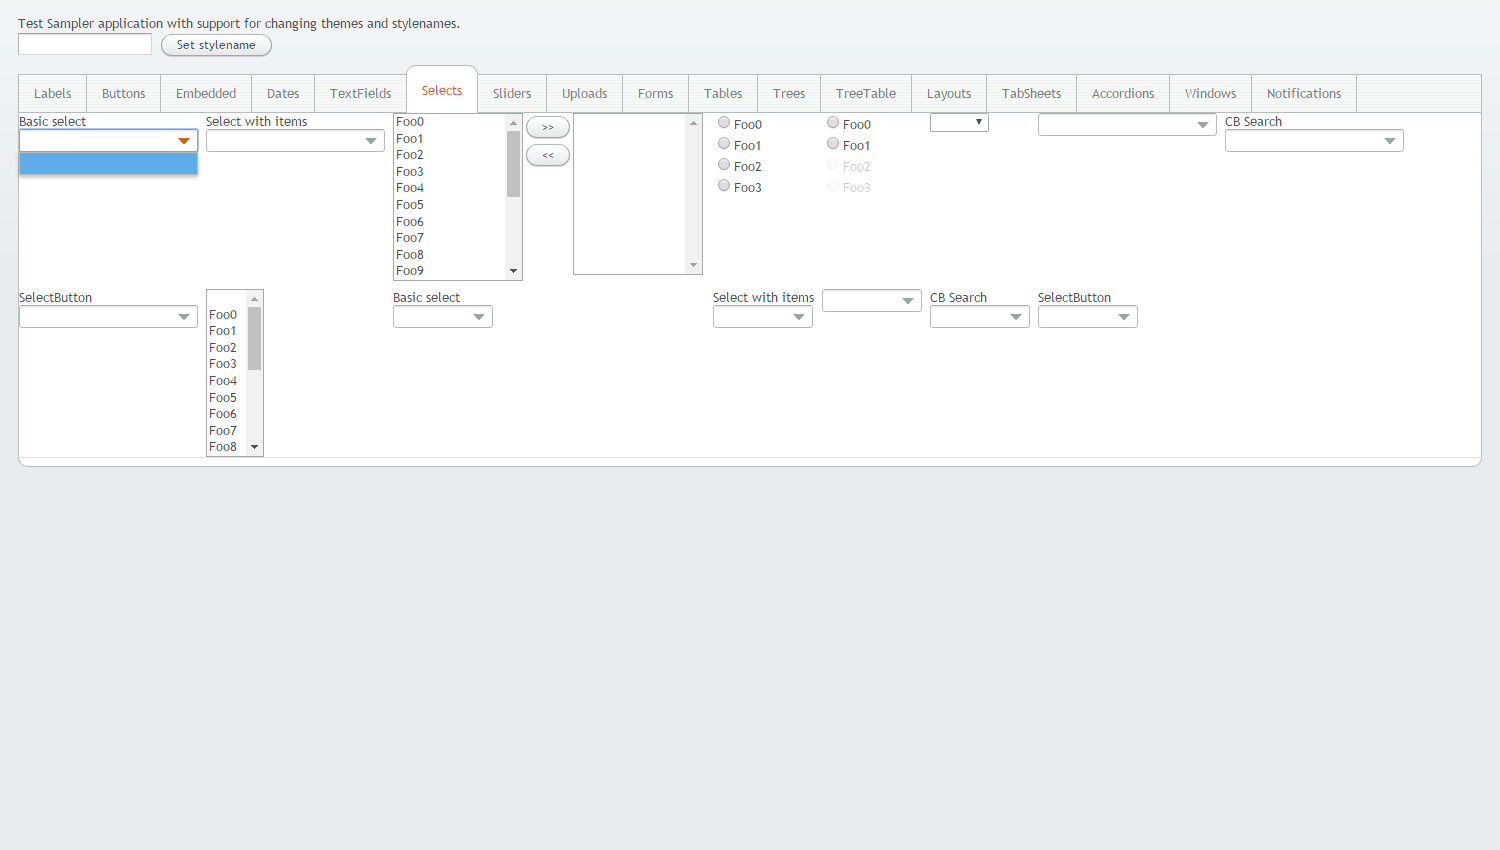 Test Sampler application with support for changing themes and stylenames.
Set stylename
Labels Buttons Embedded Dates TextFields Selects Sliders Uploads Forms Tables Trees TreeTable Layouts TabSheets Accordions Windows Notifications
Basic select
Select with items
Foo0
Foo1
Foo2
Foo3
Foo4
Foo5
Foo6
Foo7
Foo8
Foo9
>>
<<
Foo0
Foo1
Foo2
Foo3
Foo0
Foo1
Foo2
Foo3
CB Search
SelectButton
Foo0
Foo1
Foo2
Foo3
Foo4
Foo5
Foo6
Foo7
Foo8
Basic select
Select with items
CB Search
SelectButton